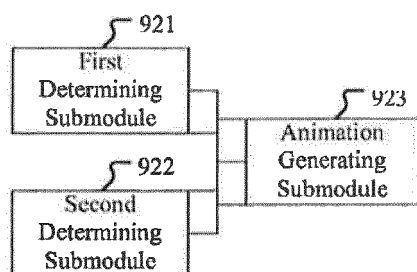 921
First
Determining
Submodule
922
Second
Determining
Submodule
923
Animation
Generating
Submodule